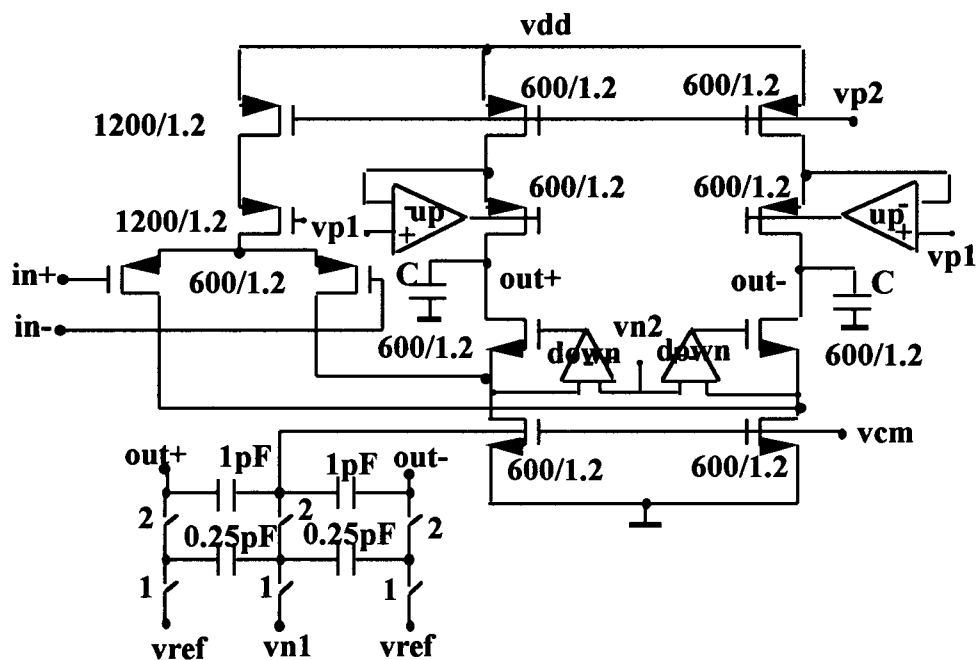 vdd
600/1.2
600/1.2
vp2
1200/1.2
600/1.2
600/1.2
1200/1.2
vp1
- up
+
up -
+
vp1
in+
600/1.2
C
out+
out-
C
in-
600/1.2
vn2
down
down
600/1.2
vcm
out+
1pF
1pF
out-
600/1.2
600/1.2
2
2
2
0.25pF
0.25pF
1
1
1
vref
vn1
vref